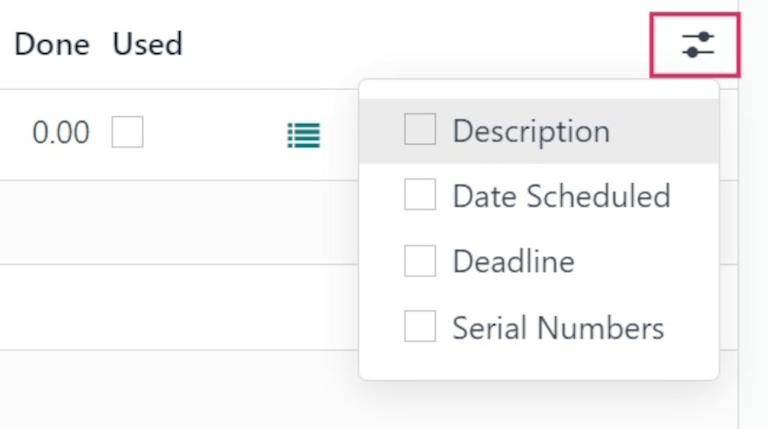 Done Used
0.00
Description
Date Scheduled
Deadline
Serial Numbers